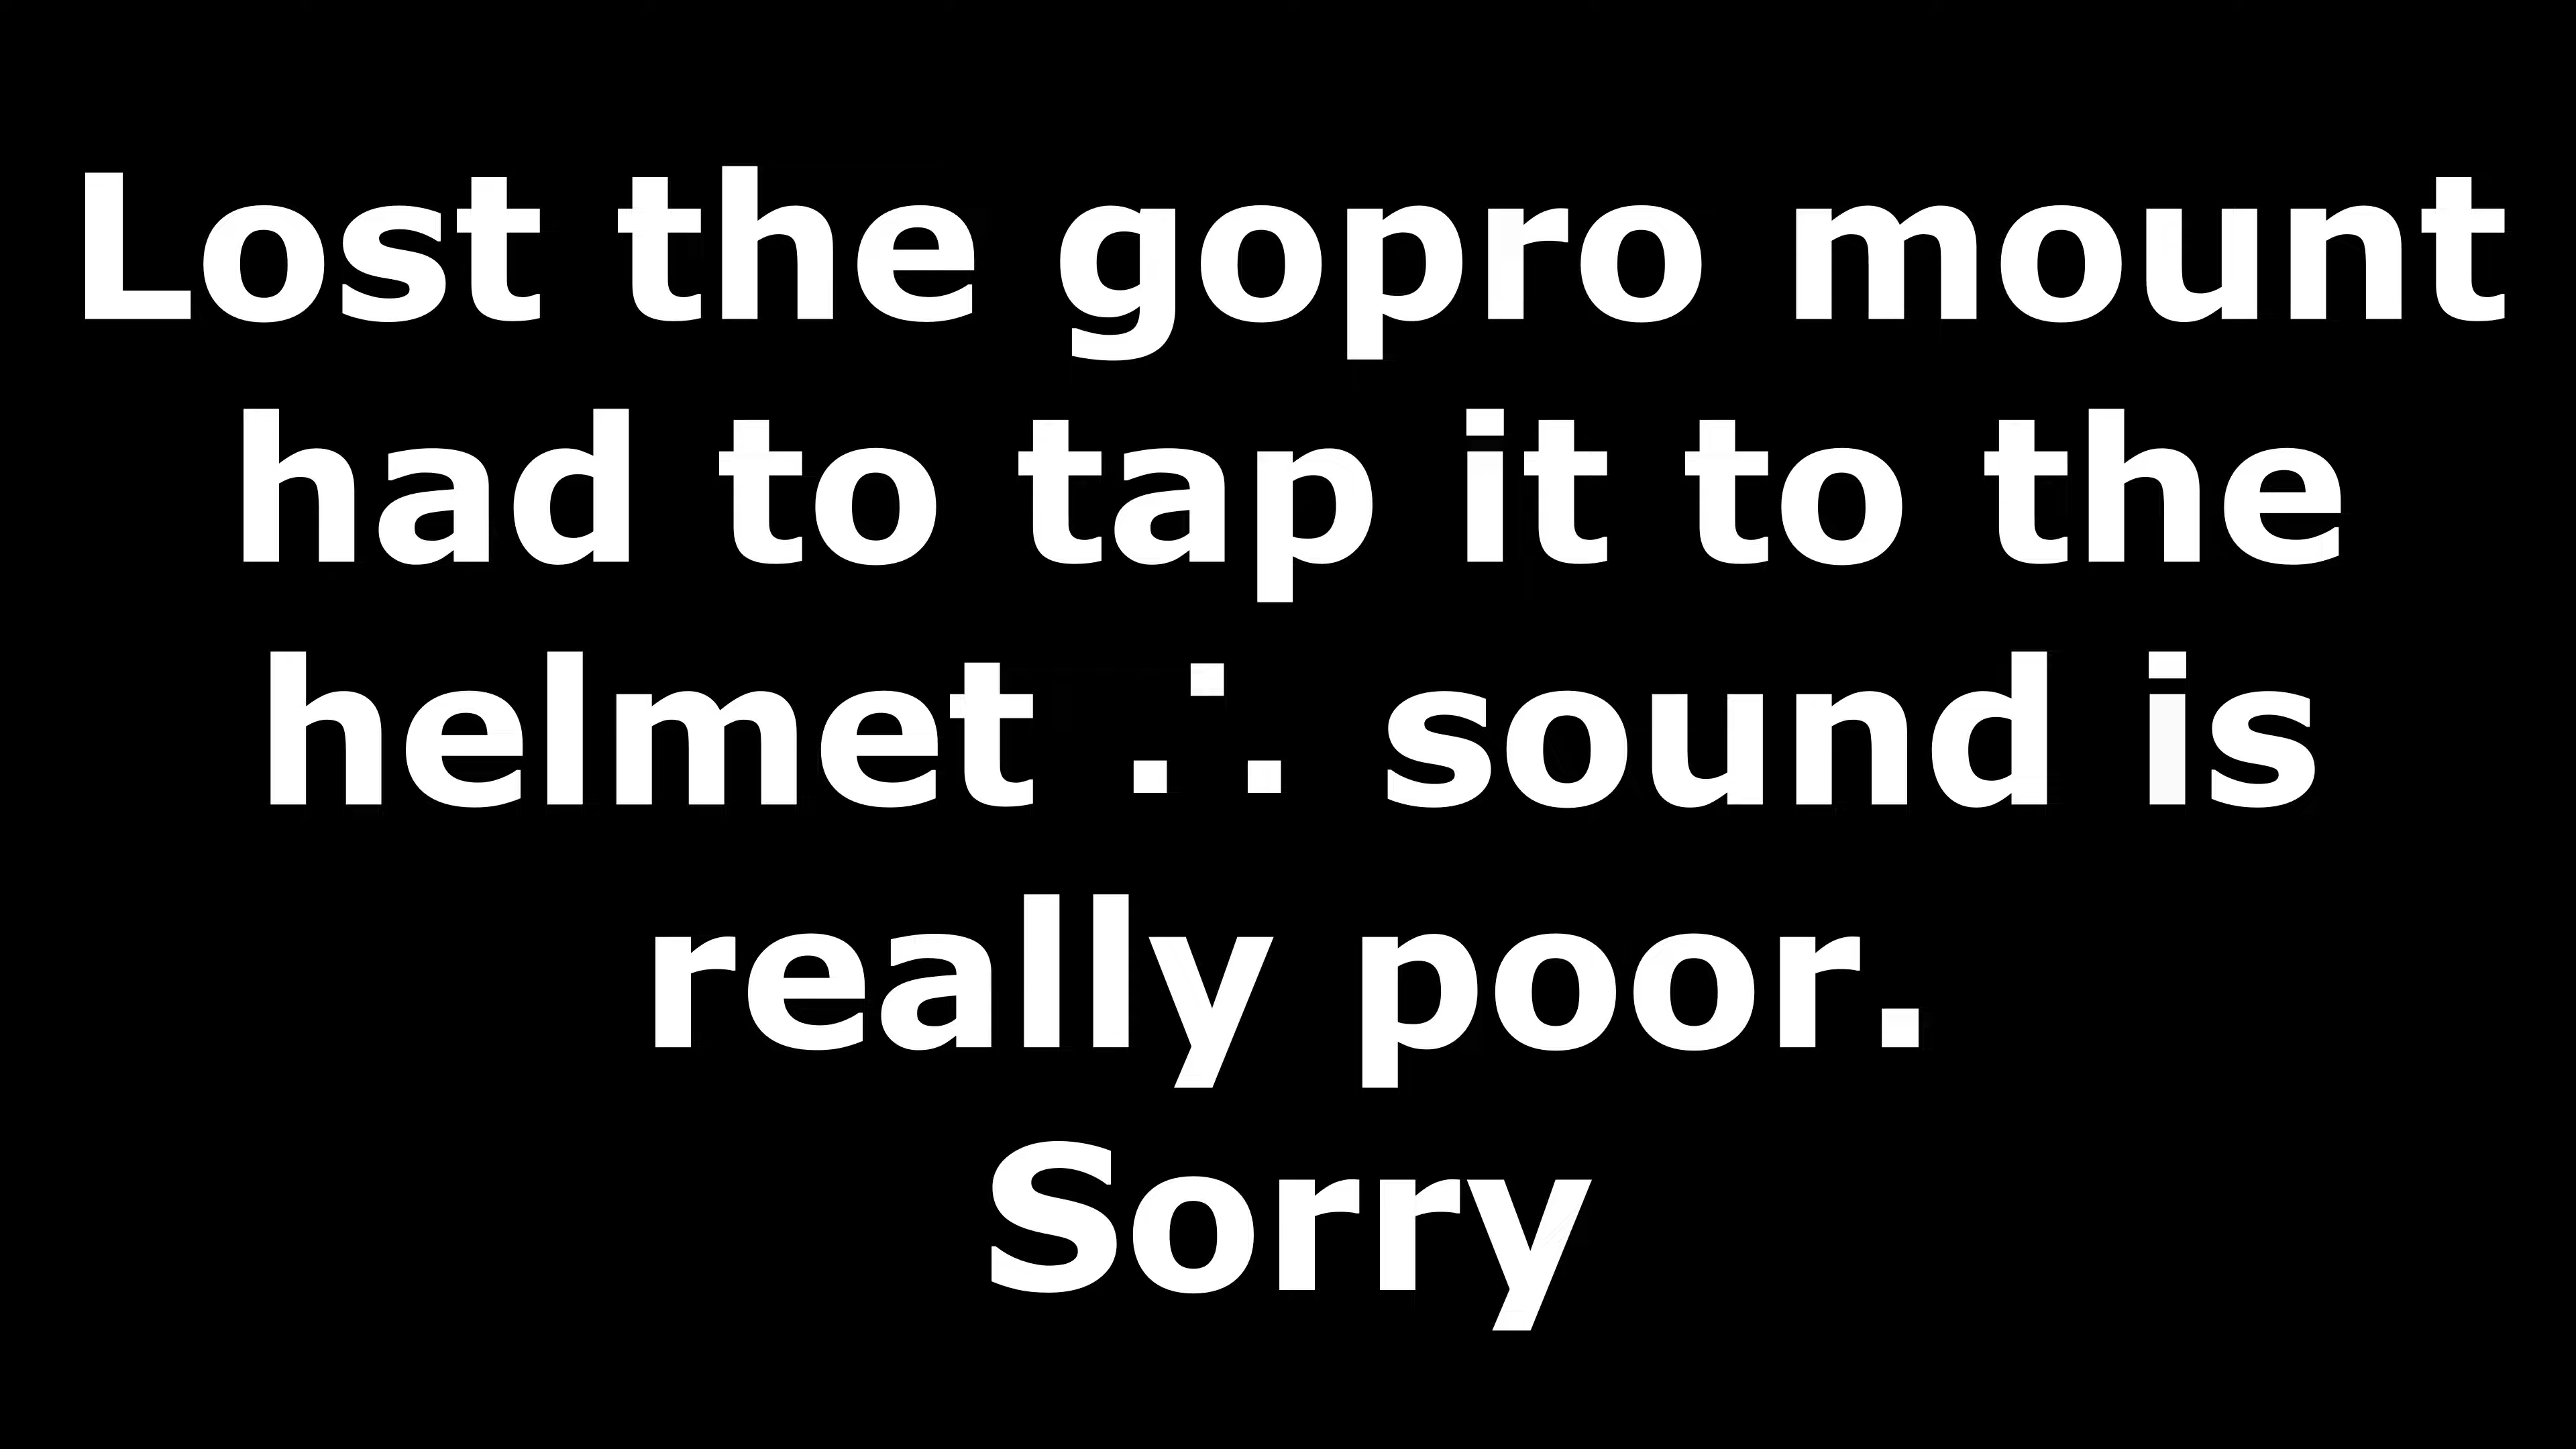 Lost the gopro mount
had to tap it to the
helmet ∴ sound is
really poor.
Sorry